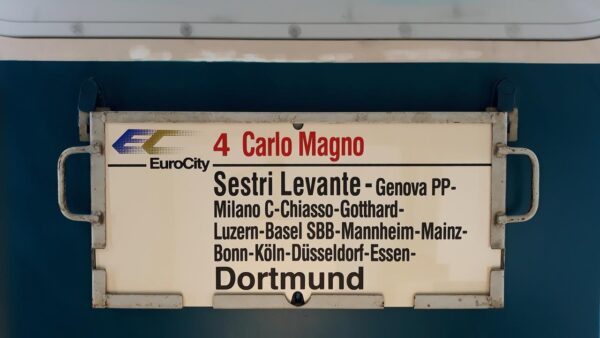 EC
EuroCity
4 Carlo Magno
Sestri Levante - Genova PP-
Milano C-Chiasso-Gotthard-
Luzern-Basel SBB-Mannheim-Mainz-
Bonn-Köln-Düsseldorf-Essen-
Dortmund